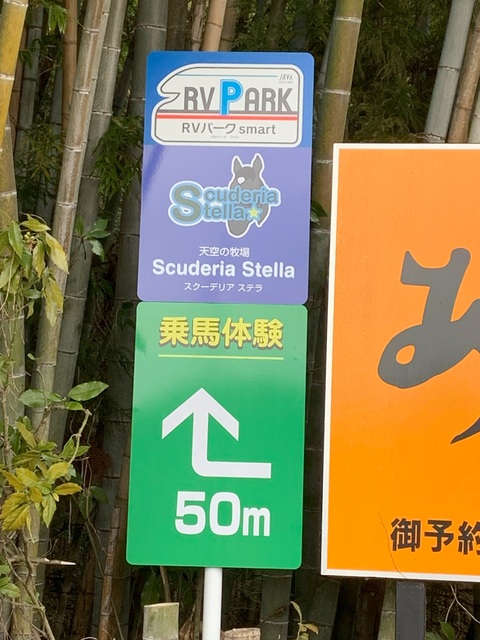 RV PARK
RVパーク smart
Scuderia
Stella
天空の牧場
Scuderia Stella
スクーデリア ステラ
乗馬体験
50m
み
御予約